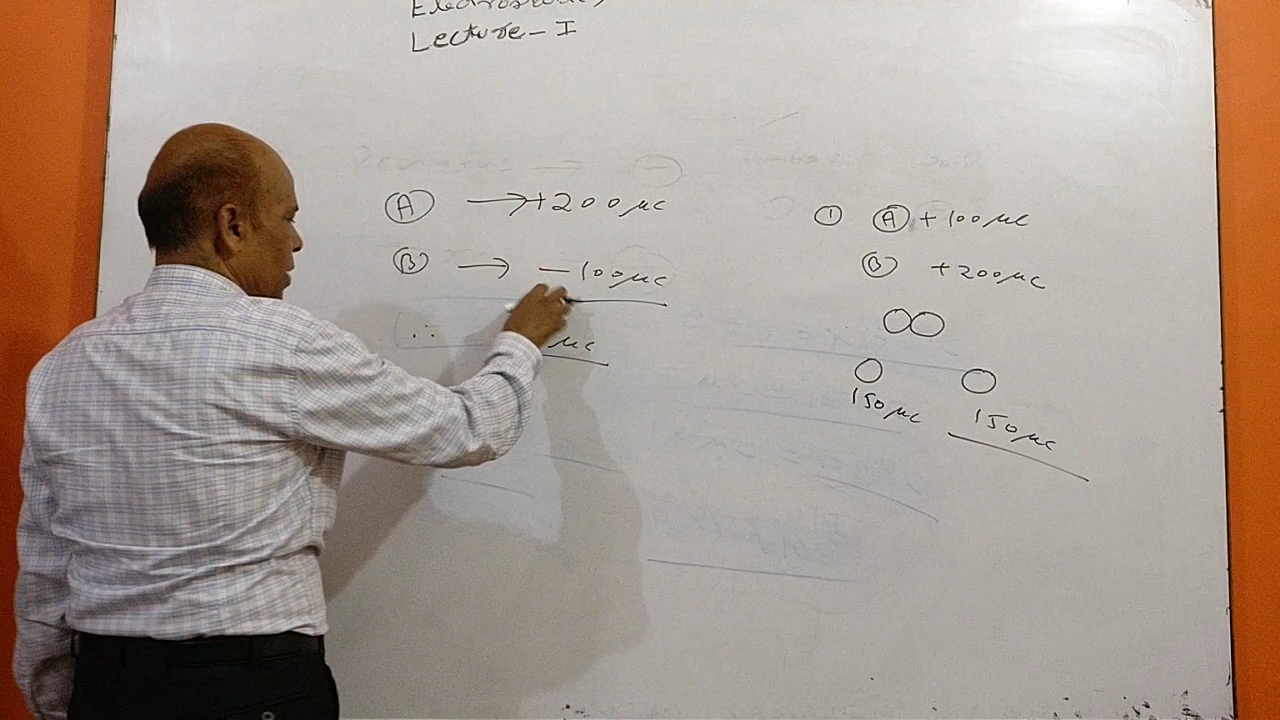 Lecture - I
(A) → +200 μc
(B) → - 100 μc
∴ μc
(1) (A) + 100 μc
(B) + 200 μc
150 μc 150 μc